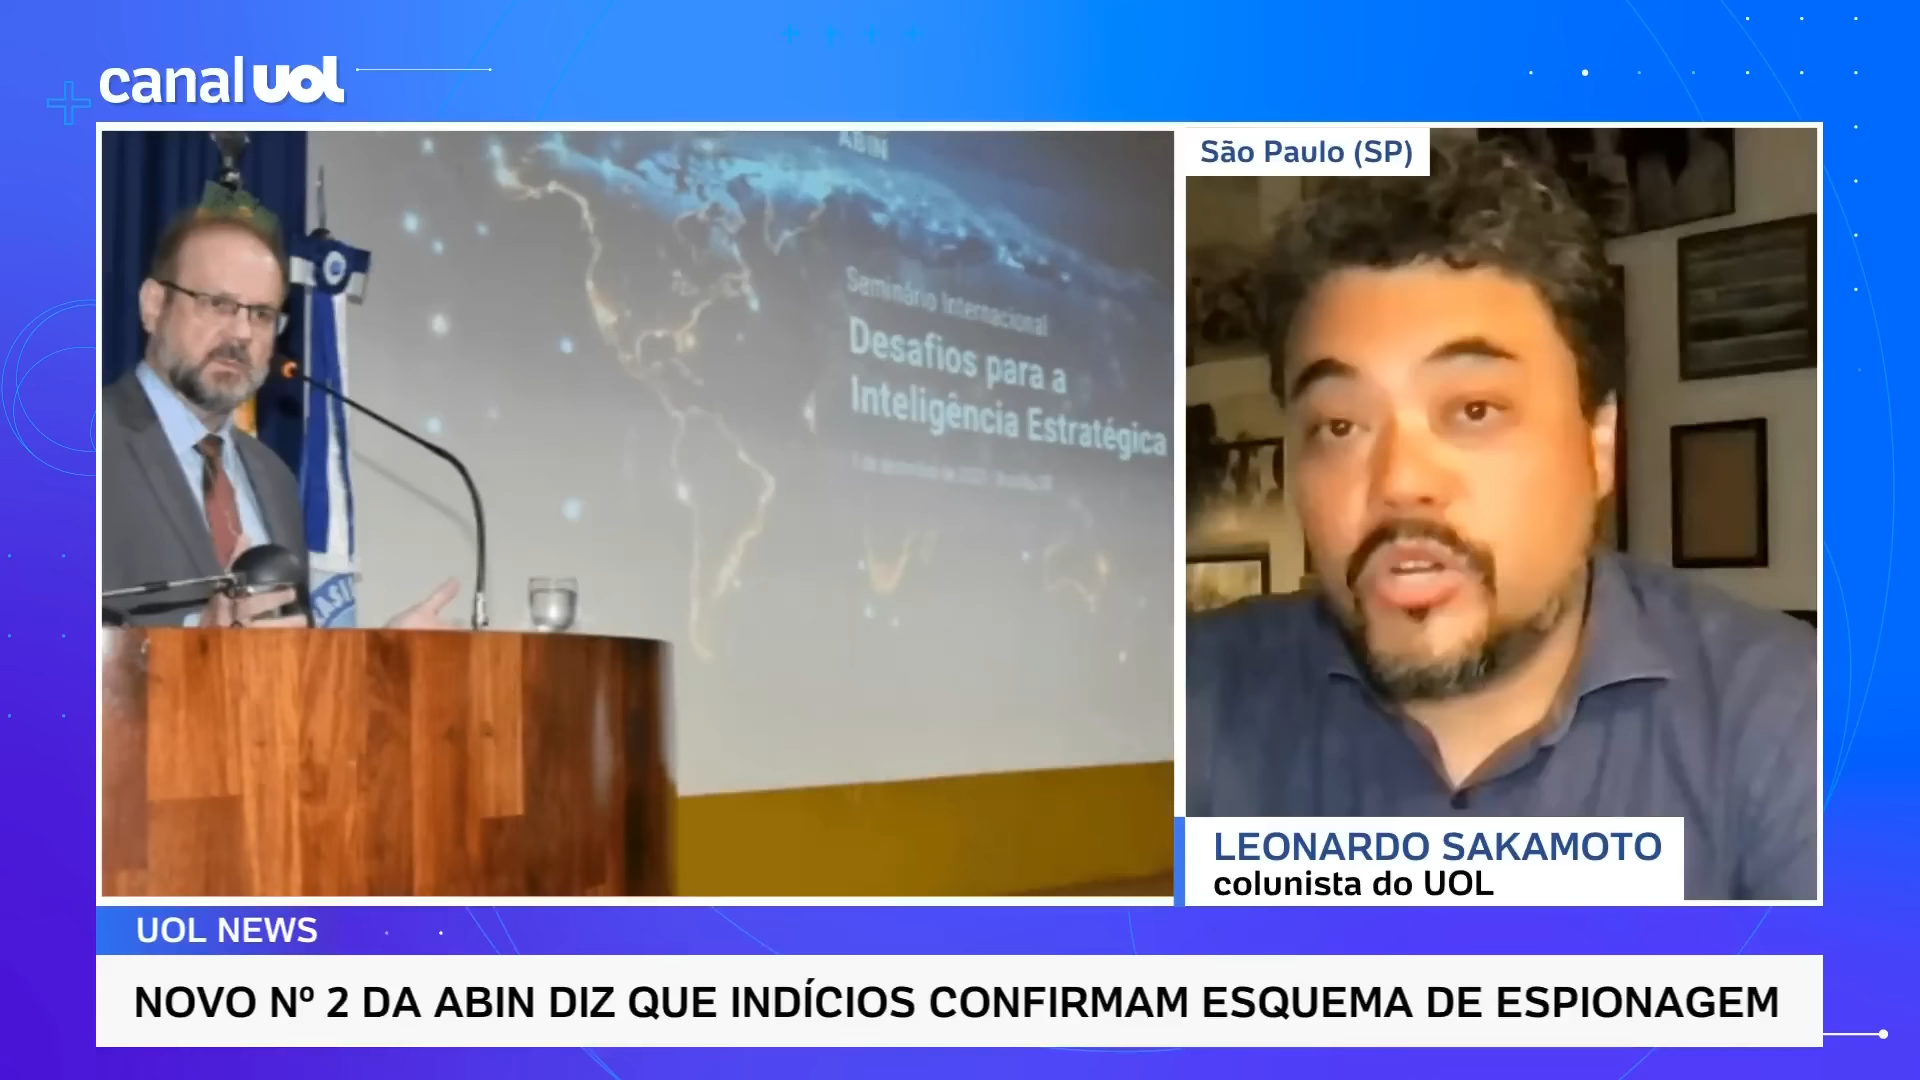 canal uol
ABIN
Seminário Internacional
Desafios para a
Inteligência Estratégica
São Paulo (SP)
LEONARDO SAKAMOTO
colunista do UOL
UOL NEWS
NOVO Nº 2 DA ABIN DIZ QUE INDÍCIOS CONFIRMAM ESQUEMA DE ESPIONAGEM